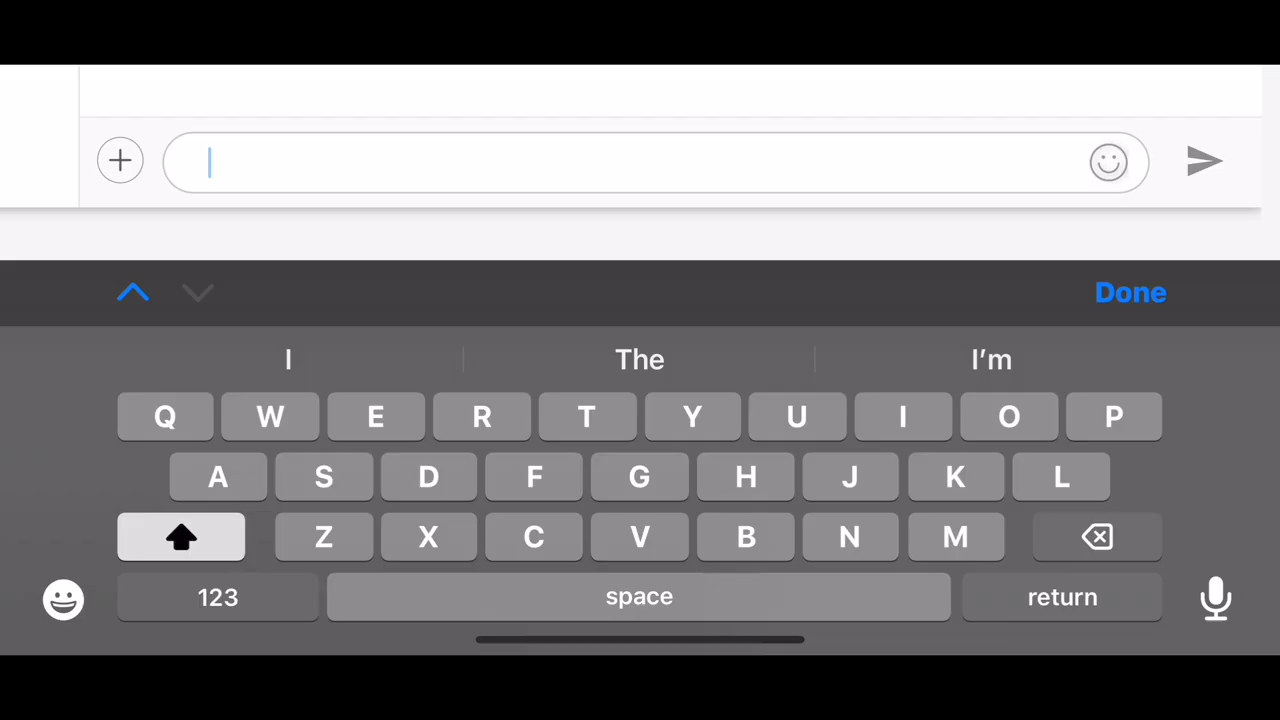 Done
I The I’m
Q W E R T Y U I O P
A S D F G H J K L
Z X C V B N M
123 space return